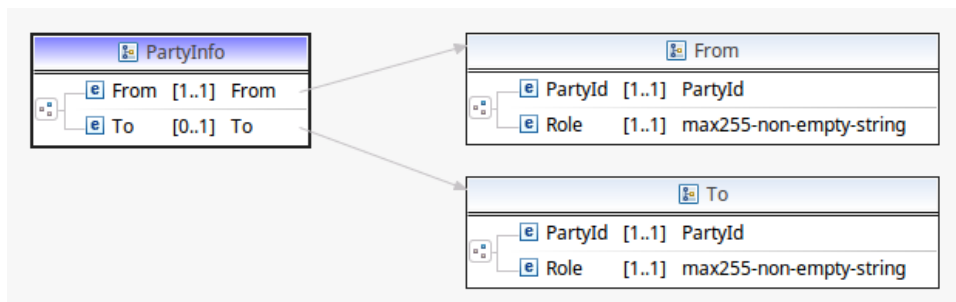 PartyInfo
e From [1..1] From
e To [0..1] To
From
e PartyId [1..1] PartyId
e Role [1..1] max255-non-empty-string
To
e PartyId [1..1] PartyId
e Role [1..1] max255-non-empty-string